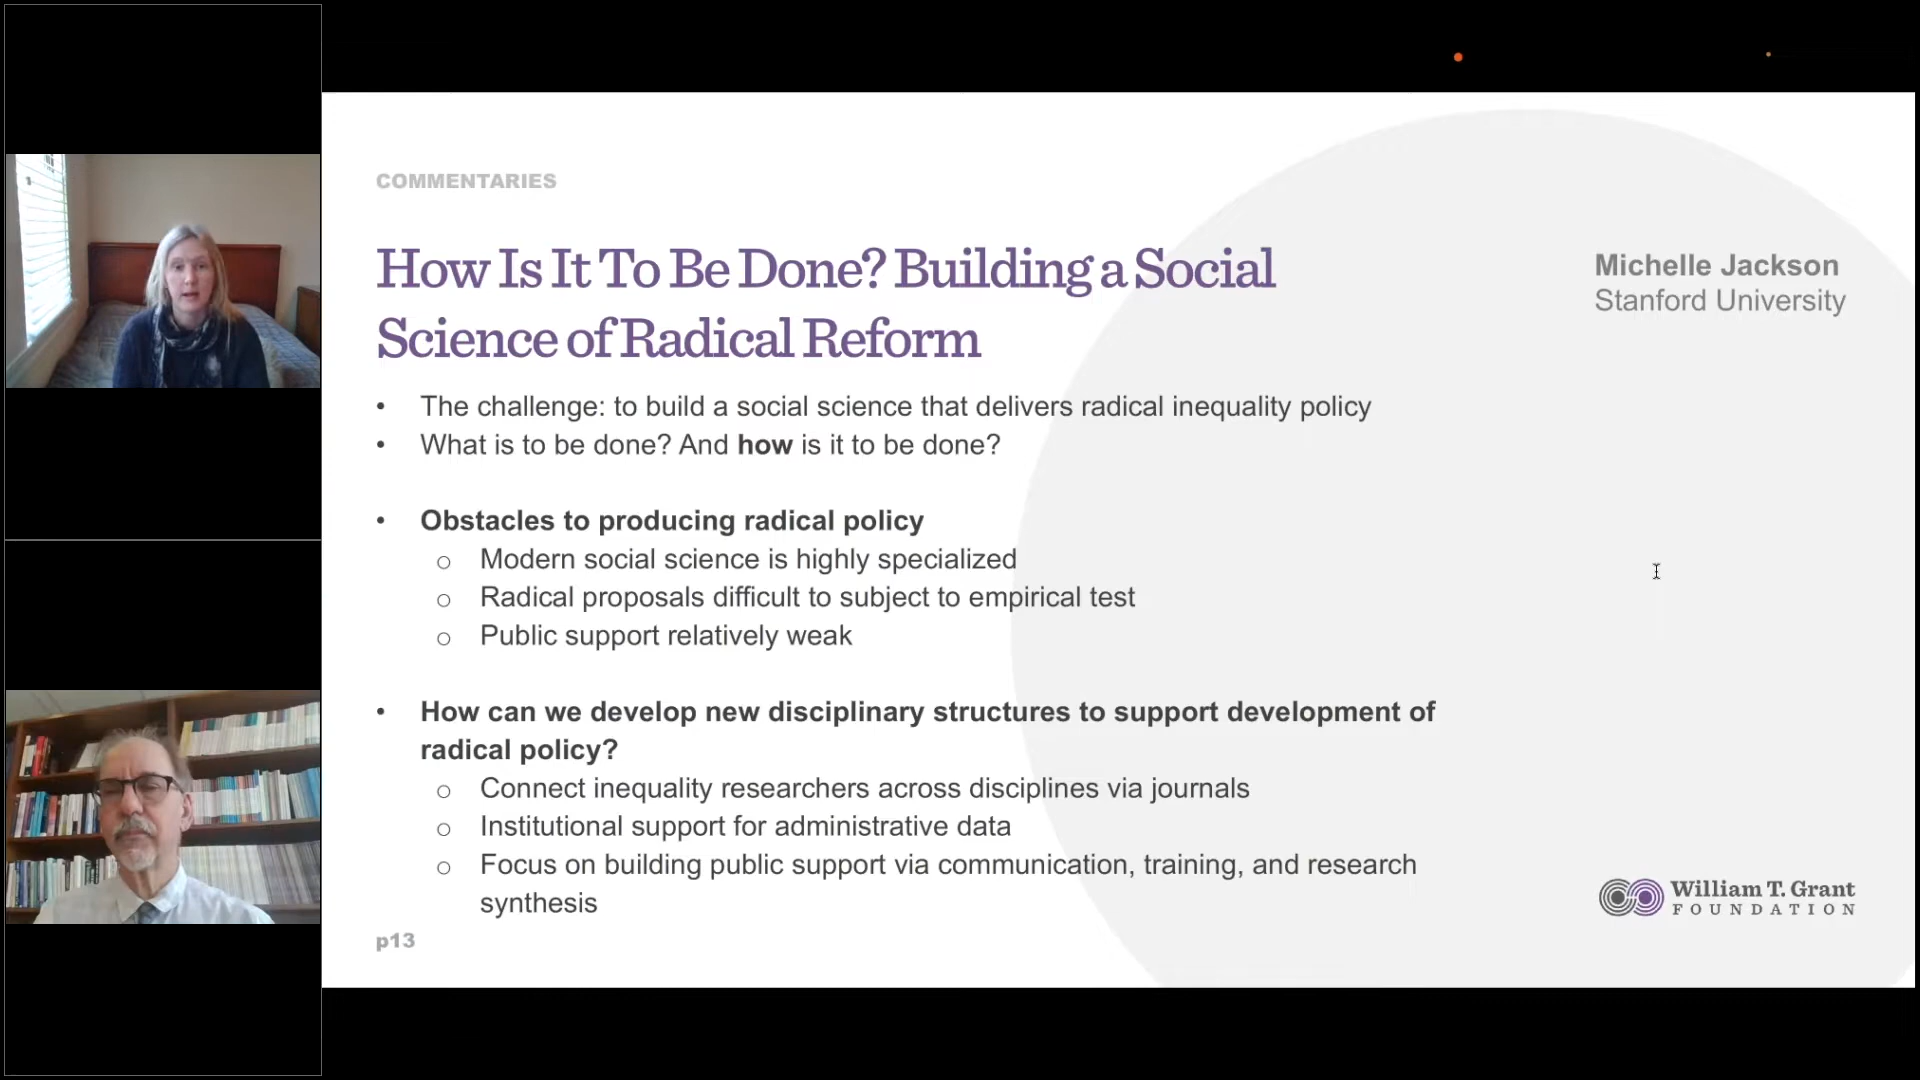 COMMENTARIES
How Is It To Be Done? Building a Social
Science of Radical Reform
Michelle Jackson
Stanford University
• The challenge: to build a social science that delivers radical inequality policy
• What is to be done? And how is it to be done?
• Obstacles to producing radical policy
o Modern social science is highly specialized
o Radical proposals difficult to subject to empirical test
o Public support relatively weak
• How can we develop new disciplinary structures to support development of
radical policy?
o Connect inequality researchers across disciplines via journals
o Institutional support for administrative data
o Focus on building public support via communication, training, and research
synthesis
William T. Grant
FOUNDATION
p13